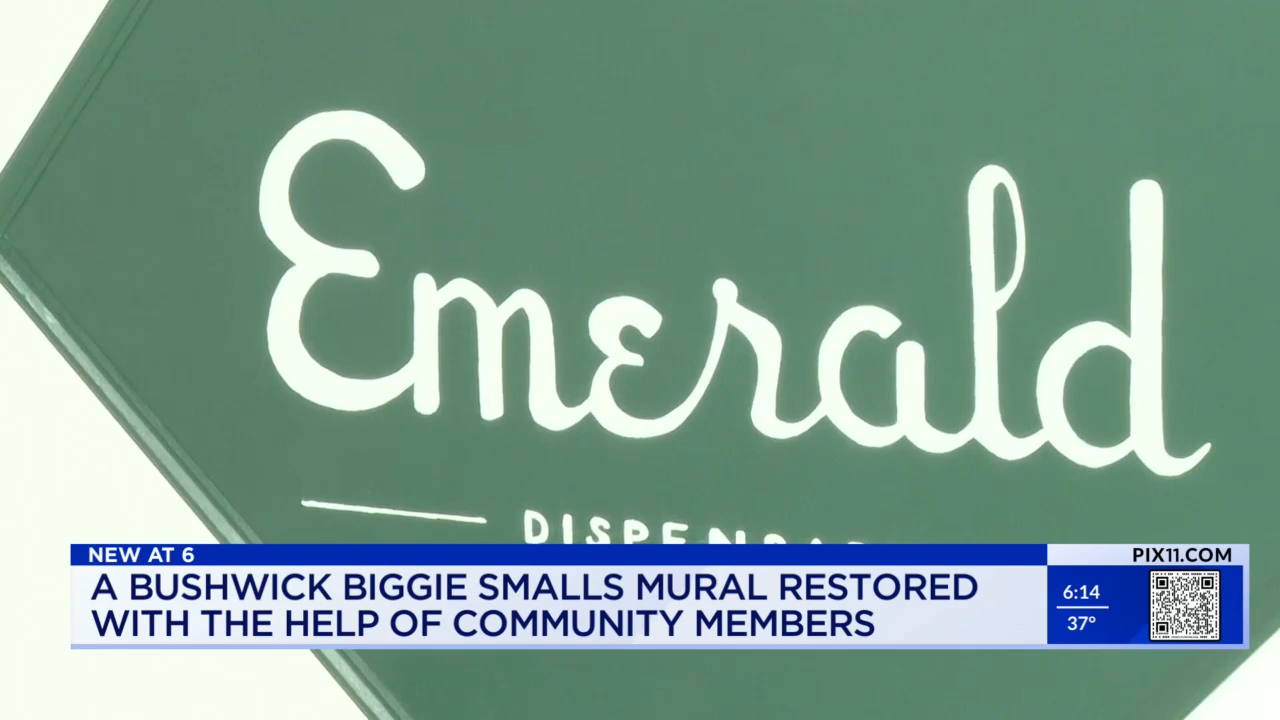 Emerald
NEW AT 6
PIX11.COM
A BUSHWICK BIGGIE SMALLS MURAL RESTORED
WITH THE HELP OF COMMUNITY MEMBERS
6:14
37°